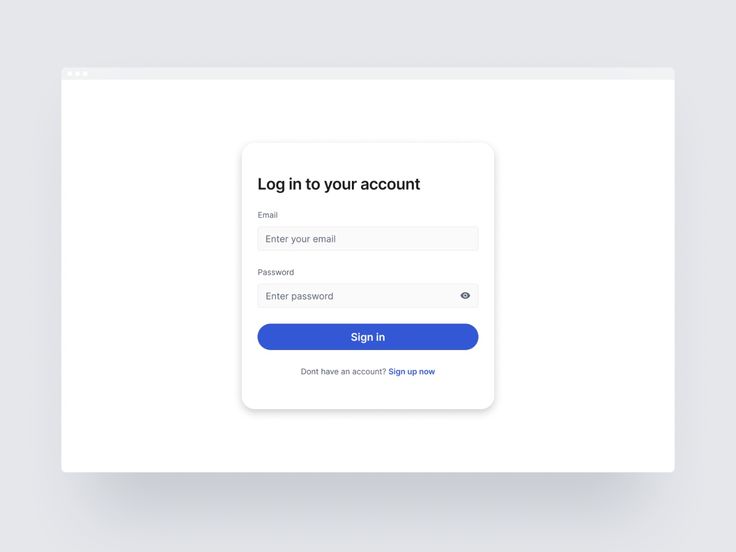 Log in to your account
Email
Enter your email
Password
Enter password
Sign in
Dont have an account? Sign up now